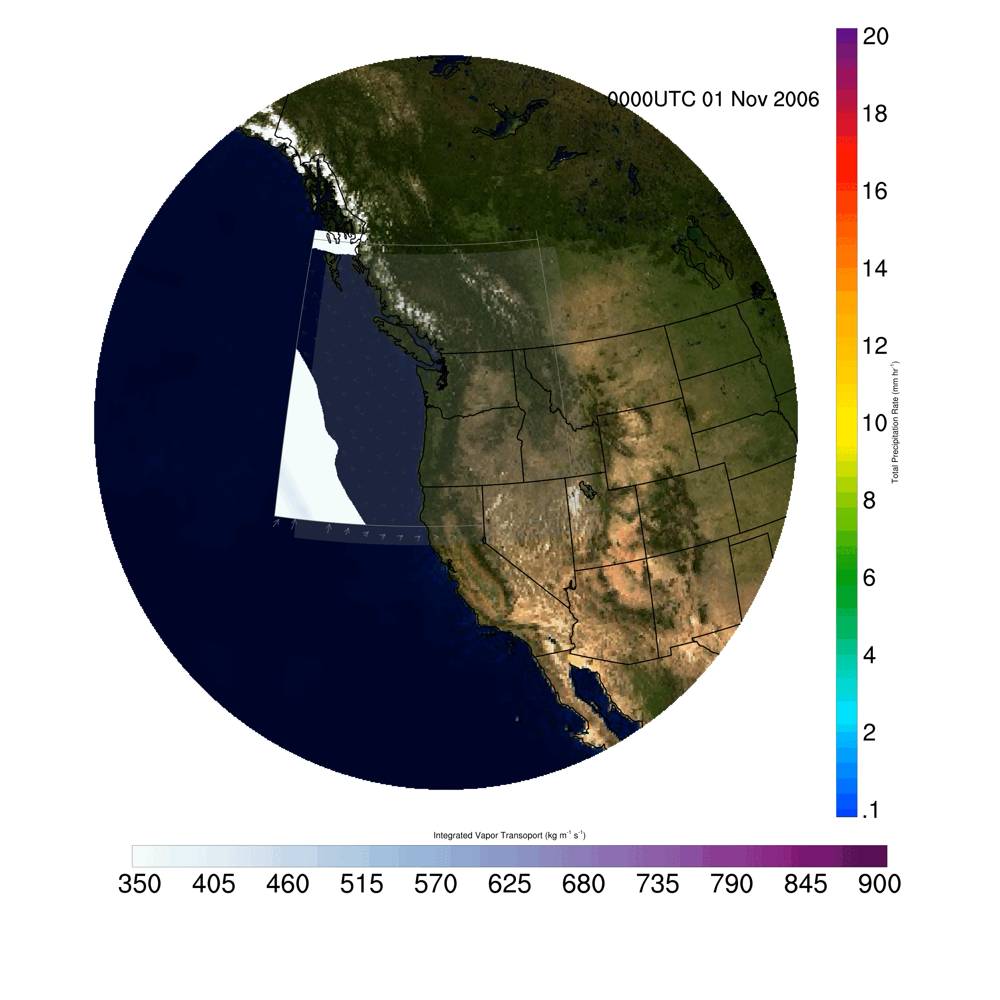 0000UTC 01 Nov 2006
20
18
16
14
12
10
8
6
4
2
.1
Total Precipitation Rate (mm hr⁻¹)
Integrated Vapor Transoport (kg m⁻¹ s⁻¹)
350 405 460 515 570 625 680 735 790 845 900